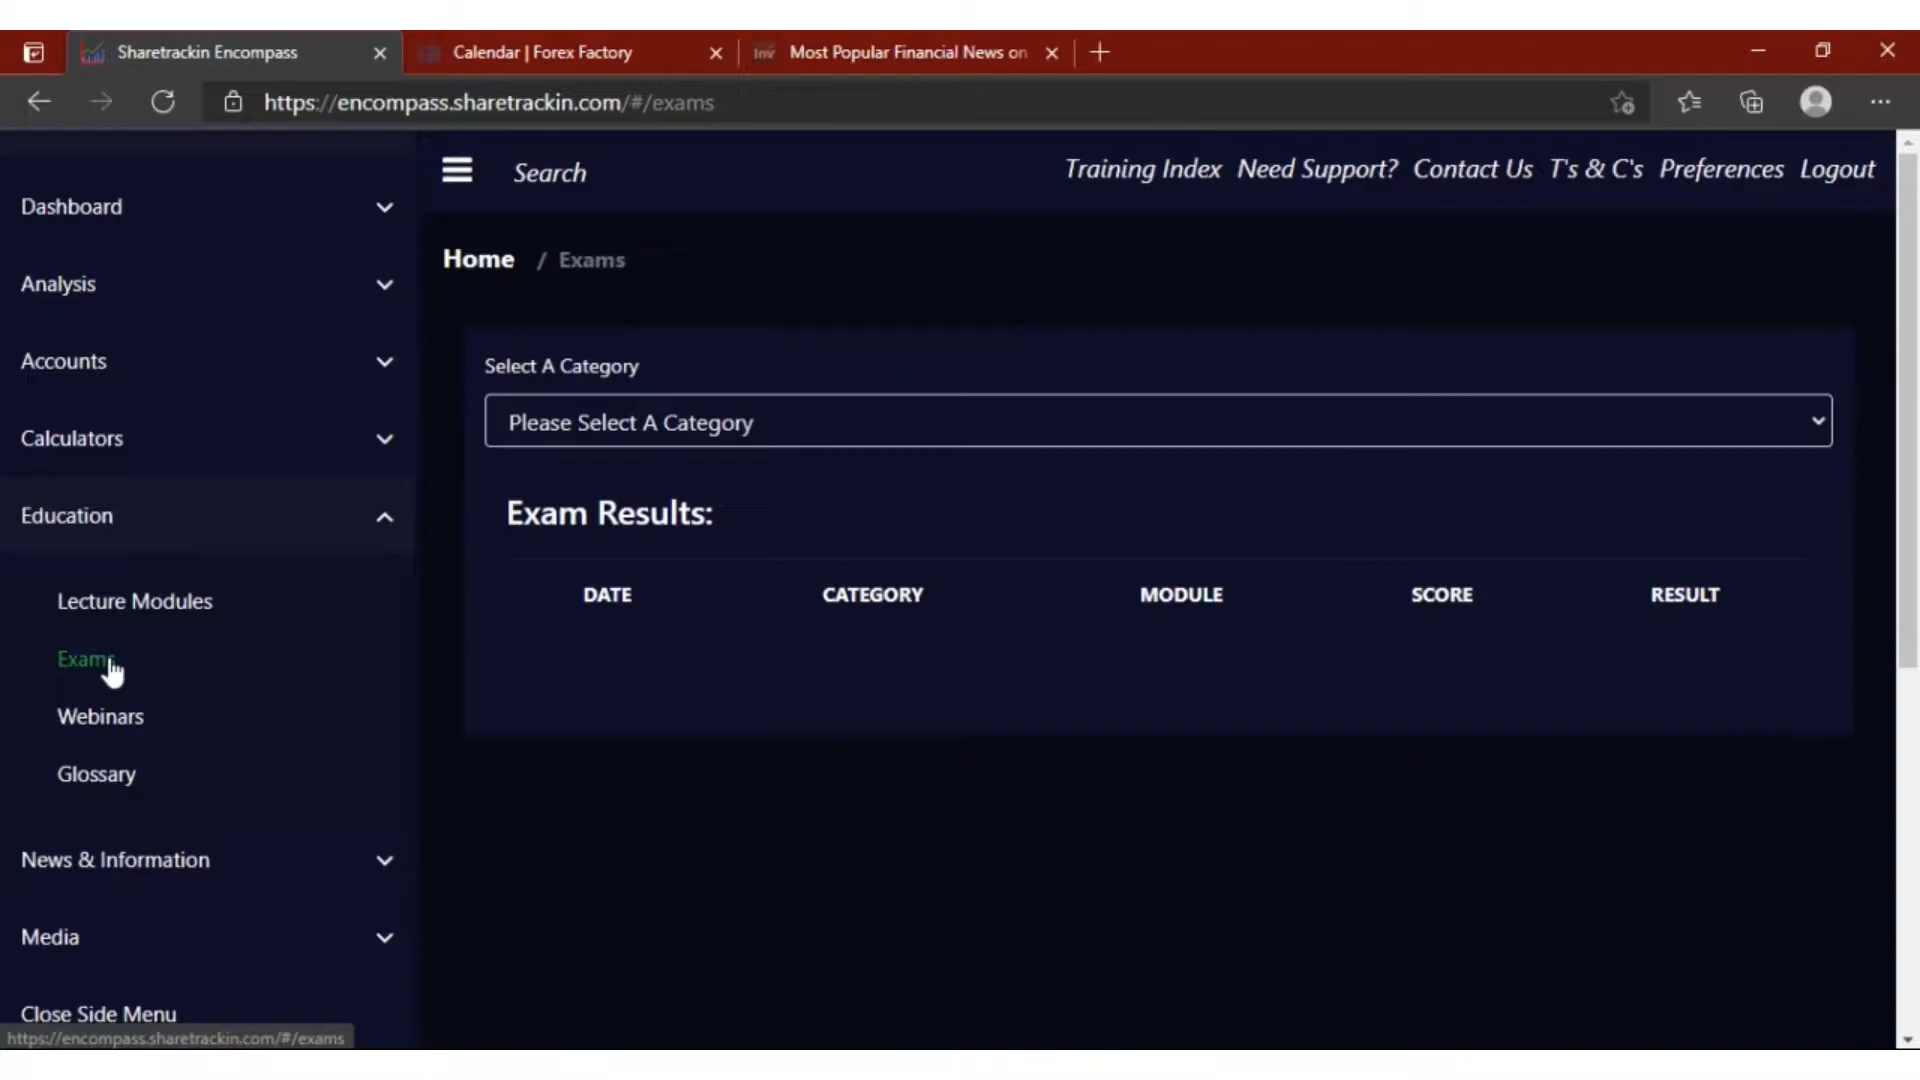 Sharetrackin Encompass
Calendar | Forex Factory
Inv Most Popular Financial News on
https://encompass.sharetrackin.com/#/exams
Search
Training Index Need Support? Contact Us T's & C's Preferences Logout
Home / Exams
Dashboard
Analysis
Accounts
Calculators
Education
Lecture Modules
Exams
Webinars
Glossary
News & Information
Media
Close Side Menu
Select A Category
Please Select A Category
Exam Results:
DATE CATEGORY MODULE SCORE RESULT
https://encompass.sharetrackin.com/#/exams